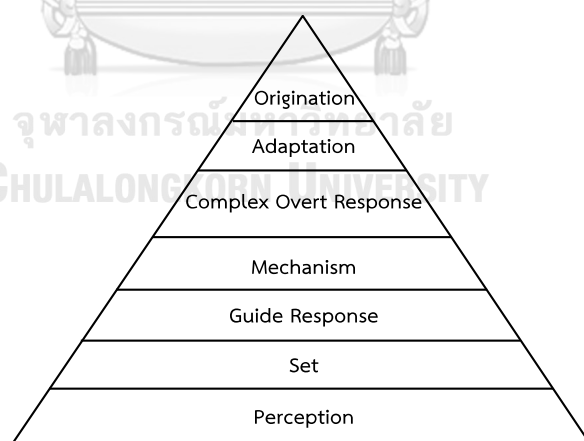 Origination
จุฬาลงกรณ์มหาวิทยาลัย
Adaptation
CHULALONGKORN UNIVERSITY
Complex Overt Response
Mechanism
Guide Response
Set
Perception